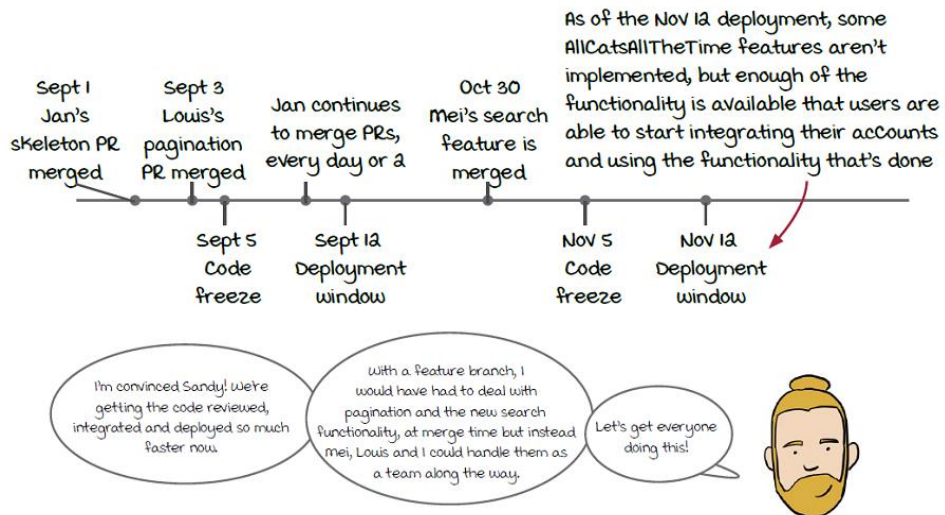 Sept 1
Jan's
skeleton PR
merged
Sept 3
Louis's
pagination
PR merged
Jan continues
to merge PRs,
every day or 2
Oct 30
Mei's search
feature is
merged
As of the Nov 12 deployment, some
AllCatsAllTheTime features aren't
implemented, but enough of the
functionality is available that users are
able to start integrating their accounts
and using the functionality that's done
Sept 5
Code
freeze
Sept 12
Deployment
window
Nov 5
Code
freeze
Nov 12
Deployment
window
I'm convinced Sandy! We're
getting the code reviewed,
integrated and deployed so much
faster now.
With a feature branch, I
would have had to deal with
pagination and the new search
functionality, at merge time but instead
Mei, Louis and I could handle them as
a team along the way.
Let's get everyone
doing this!